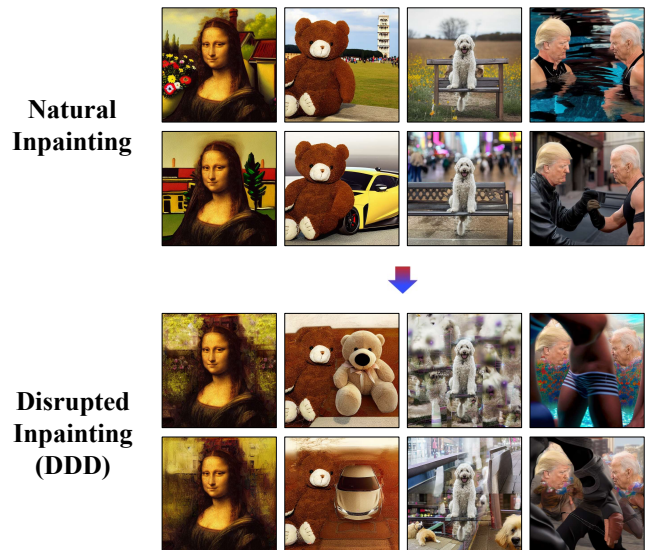 Natural
Inpainting
Disrupted
Inpainting
(DDD)